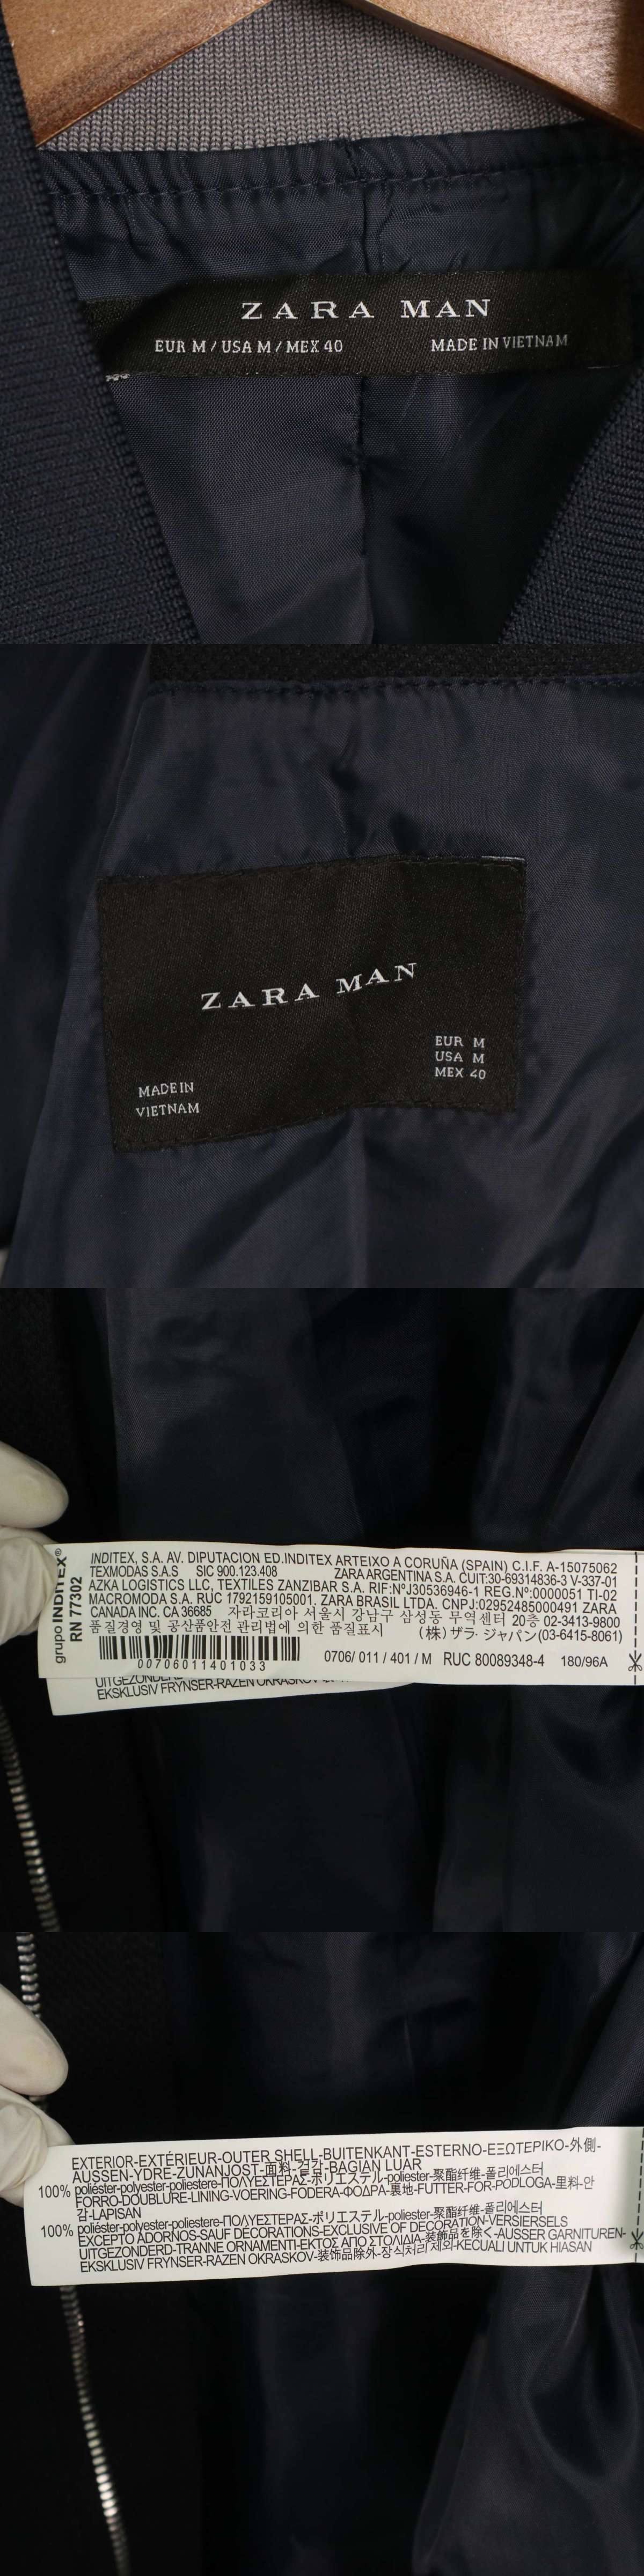 ZARA MAN
EUR M / USA M / MEX 40
MADE IN VIETNAM
ZARA MAN
EUR M
USA M
MEX 40
MADE IN
VIETNAM
grupo INDITEX®
RN 77302
INDITEX, S.A. AV. DIPUTACION ED.INDITEX ARTEIXO A CORUÑA (SPAIN) C.I.F. A-15075062
TEXMODAS S.A.S SIC 900.123.408 ZARA ARGENTINA S.A. CUIT:30-69314836-3 V-337-01
AZKA LOGISTICS LLC, TEXTILES ZANZIBAR S.A. RIF:NºJ30536946-1 REG.Nº:0000051 TI-02
MACROMODA S.A. RUC 1792159105001. ZARA BRASIL LTDA. CNPJ:02952485000491 ZARA
CANADA INC. CA 36685 자라코리아 서울시 강남구 삼성동 무역센터 20층 02-3413-9800
품질경영 및 공산품안전 관리법에 의한 품질표시 (株)ザラ・ジャパン(03-6415-8061)
00706011401033
0706/ 011 / 401 / M RUC 80089348-4 180/96A
EKSKLUSIV FRYNSER-RAZEN OKRASKOV
EXTERIOR-EXTÉRIEUR-OUTER SHELL-BUITENKANT-ESTERNO-ΕΞΩΤΕΡΙΚΟ-外側-
AUSSEN-YDRE-ZUNANJOST-面料-겉감-BAGIAN LUAR
100% poliéster-polyester-poliestere-ΠΟΛΥΕΣΤΕΡΑΣ-ポリエステル-poliester-聚酯纤维-폴리에스터
FORRO-DOUBLURE-LINING-VOERING-FODERA-ΦΟΔΡΑ-裏地-FUTTER-FOR-PODLOGA-里料-안
감-LAPISAN
100% poliéster-polyester-poliestere-ΠΟΛΥΕΣΤΕΡΑΣ-ポリエステル-poliester-聚酯纤维-폴리에스터
EXCEPTO ADORNOS-SAUF DÉCORATIONS-EXCLUSIVE OF DECORATION-VERSIERSELS
UITGEZONDERD-TRANNE ORNAMENTI-ΕΚΤΟΣ ΑΠΟ ΣΤΟΛΙΔΙΑ-装飾品を除く-AUSSER GARNITUREN-
EKSKLUSIV FRYNSER-RAZEN OKRASKOV-装饰品除外-장식처리 제외-KECUALI UNTUK HIASAN